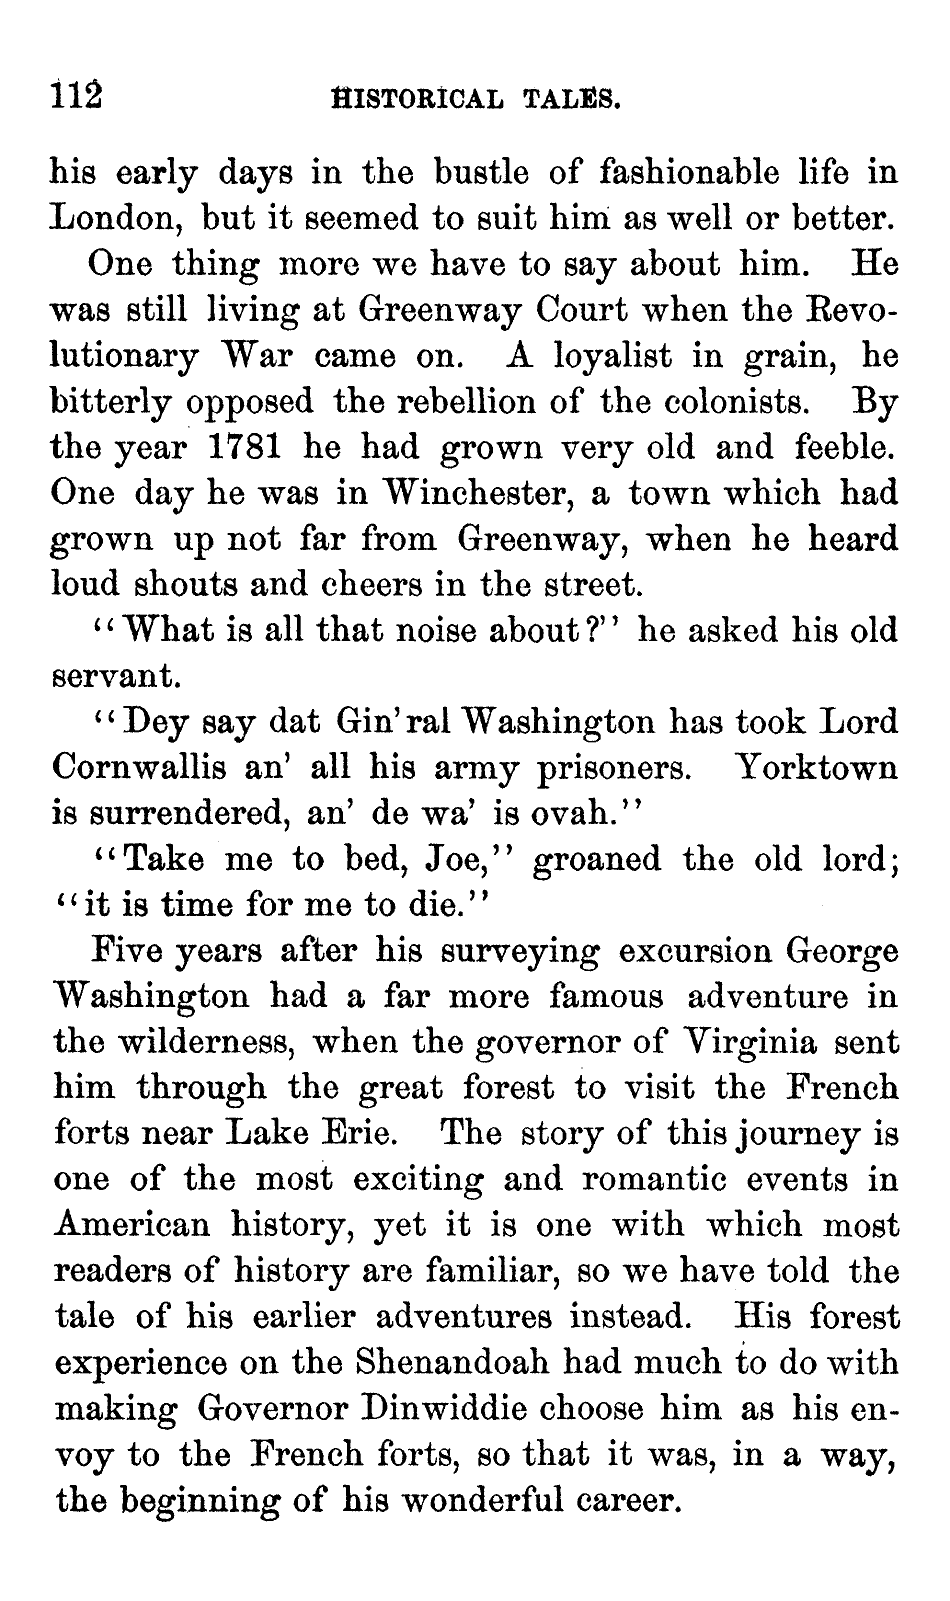 112 HISTORICAL TALES.
his early days in the bustle of fashionable life in
London, but it seemed to suit him as well or better.
One thing more we have to say about him. He
was still living at Greenway Court when the Revo-
lutionary War came on. A loyalist in grain, he
bitterly opposed the rebellion of the colonists. By
the year 1781 he had grown very old and feeble.
One day he was in Winchester, a town which had
grown up not far from Greenway, when he heard
loud shouts and cheers in the street.
“What is all that noise about?” he asked his old
servant.
“Dey say dat Gin'ral Washington has took Lord
Cornwallis an' all his army prisoners. Yorktown
is surrendered, an' de wa' is ovah.”
“Take me to bed, Joe,” groaned the old lord;
“it is time for me to die.”
Five years after his surveying excursion George
Washington had a far more famous adventure in
the wilderness, when the governor of Virginia sent
him through the great forest to visit the French
forts near Lake Erie. The story of this journey is
one of the most exciting and romantic events in
American history, yet it is one with which most
readers of history are familiar, so we have told the
tale of his earlier adventures instead. His forest
experience on the Shenandoah had much to do with
making Governor Dinwiddie choose him as his en-
voy to the French forts, so that it was, in a way,
the beginning of his wonderful career.